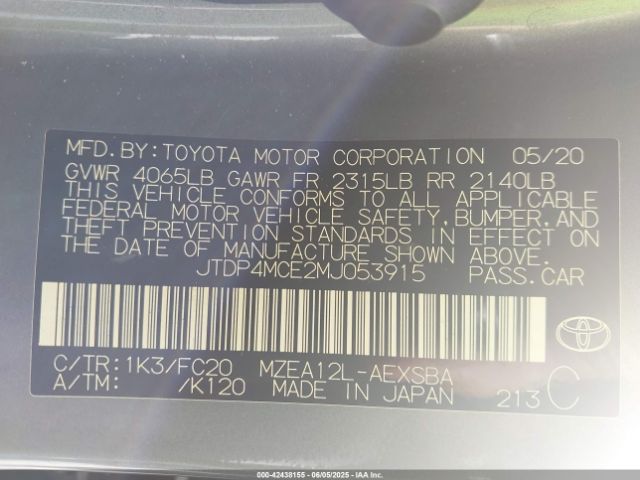 MFD. BY: TOYOTA MOTOR CORPORATION 05/20
GVWR 4065LB GAWR FR 2315LB RR 2140LB
THIS VEHICLE CONFORMS TO ALL APPLICABLE
FEDERAL MOTOR VEHICLE SAFETY, BUMPER, AND
THEFT PREVENTION STANDARDS IN EFFECT ON
THE DATE OF MANUFACTURE SHOWN ABOVE.
JTDP4MCE2MJ053915 PASS. CAR
C/TR: 1K3/FC20 MZEA12L-AEXSBA
A/TM: /K120 MADE IN JAPAN 213 C
000-42438155 - 06/05/2025 - IAAI.COM